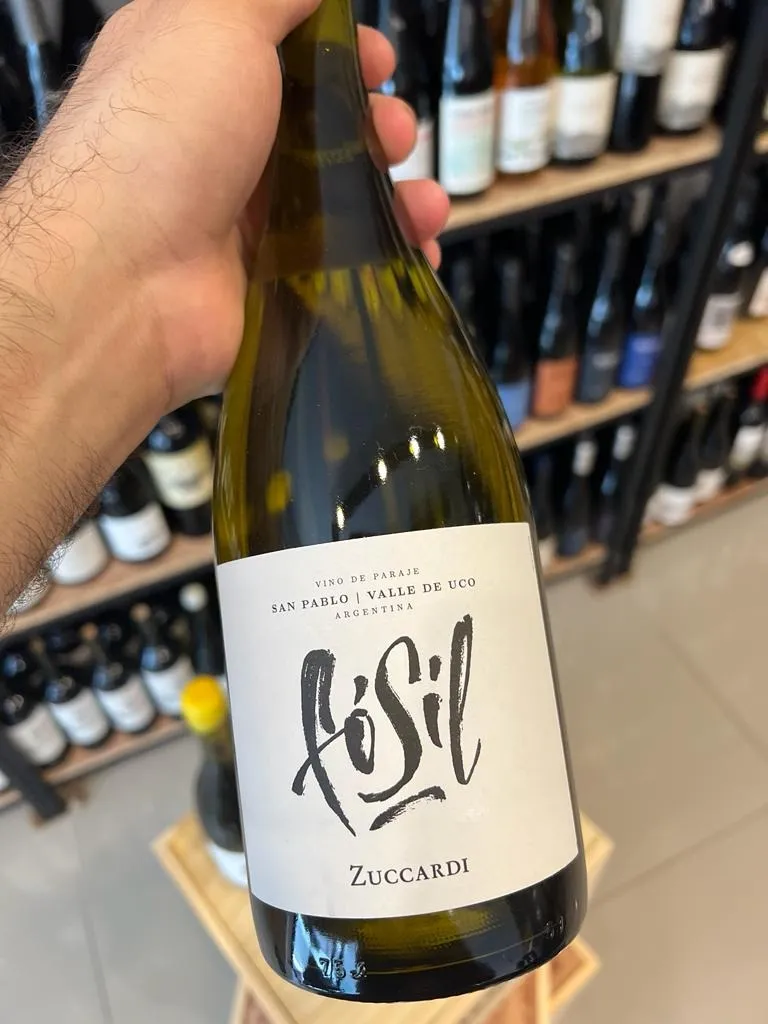 VINO DE PARAJE
SAN PABLO | VALLE DE UCO
ARGENTINA
fósil
ZUCCARDI